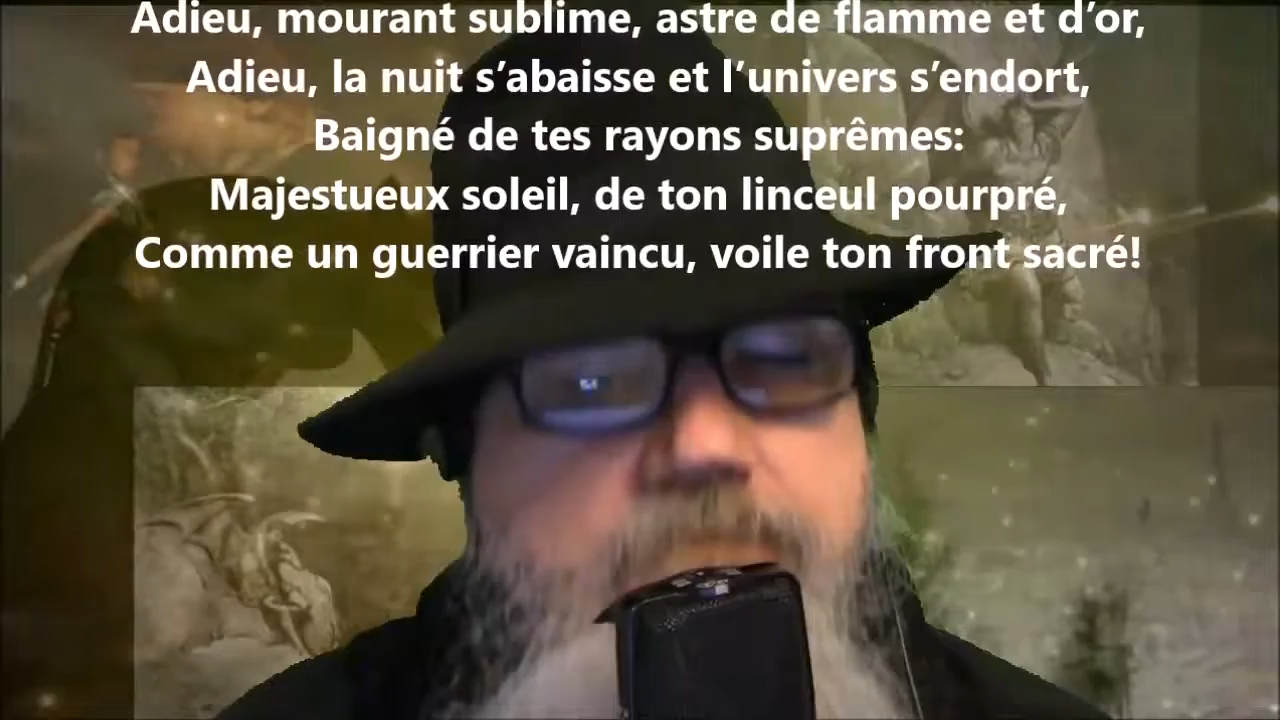 Adieu, mourant sublime, astre de flamme et d’or,
Adieu, la nuit s’abaisse et l’univers s’endort,
Baigné de tes rayons suprêmes:
Majestueux soleil, de ton linceul pourpré,
Comme un guerrier vaincu, voile ton front sacré!